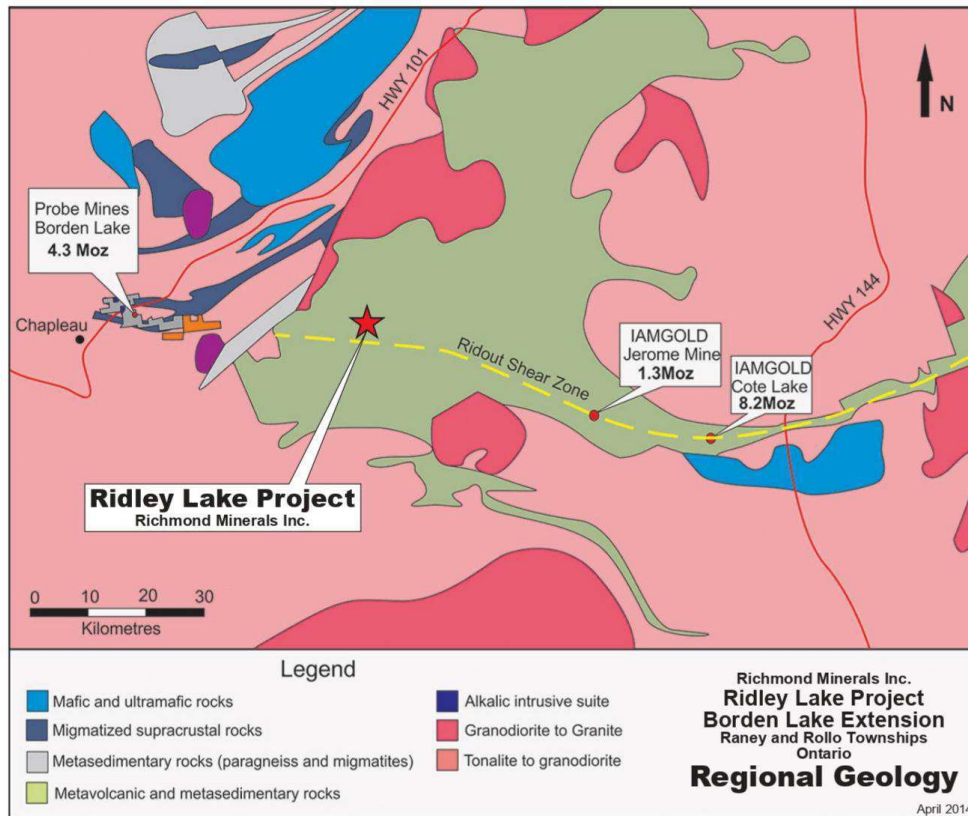 HWY 101
N
Probe Mines
Borden Lake
4.3 Moz
Chapleau
HWY 144
IAMGOLD
Jerome Mine
1.3Moz
IAMGOLD
Cote Lake
8.2Moz
Ridout Shear Zone
Ridley Lake Project
Richmond Minerals Inc.
0 10 20 30
Kilometres
Legend
Mafic and ultramafic rocks
Migmatized supracrustal rocks
Metasedimentary rocks (paragneiss and migmatites)
Metavolcanic and metasedimentary rocks
Alkalic intrusive suite
Granodiorite to Granite
Tonalite to granodiorite
Richmond Minerals Inc.
Ridley Lake Project
Borden Lake Extension
Raney and Rollo Townships
Ontario
Regional Geology
April 2014